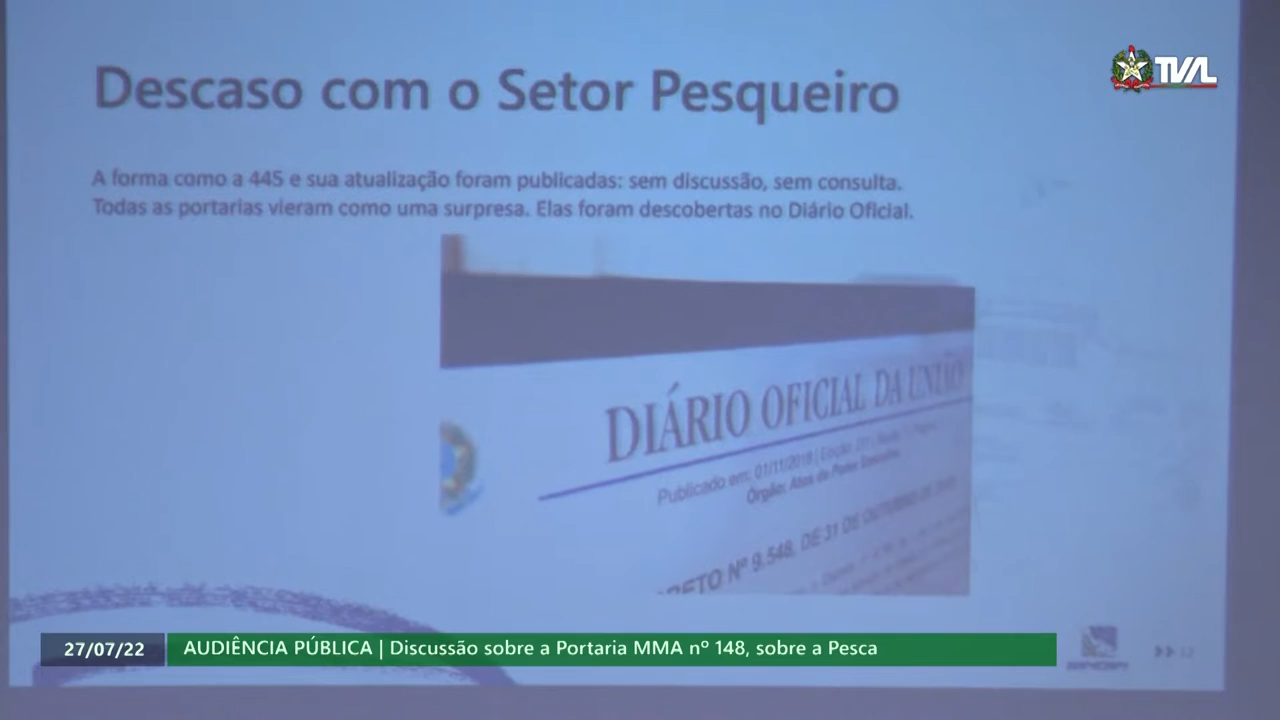 Descaso com o Setor Pesqueiro
TVAL
A forma como a 445 e sua atualização foram publicadas: sem discussão, sem consulta.
Todas as portarias vieram como uma surpresa. Elas foram descobertas no Diário Oficial.
DIÁRIO OFICIAL DA UNIÃO
Publicado em: 01/11/2018 | Edição:
Órgão: Atos do Poder Executivo
RETO Nº 9.548, DE 31 DE OUTUBRO DE
27/07/22
AUDIÊNCIA PÚBLICA | Discussão sobre a Portaria MMA nº 148, sobre a Pesca